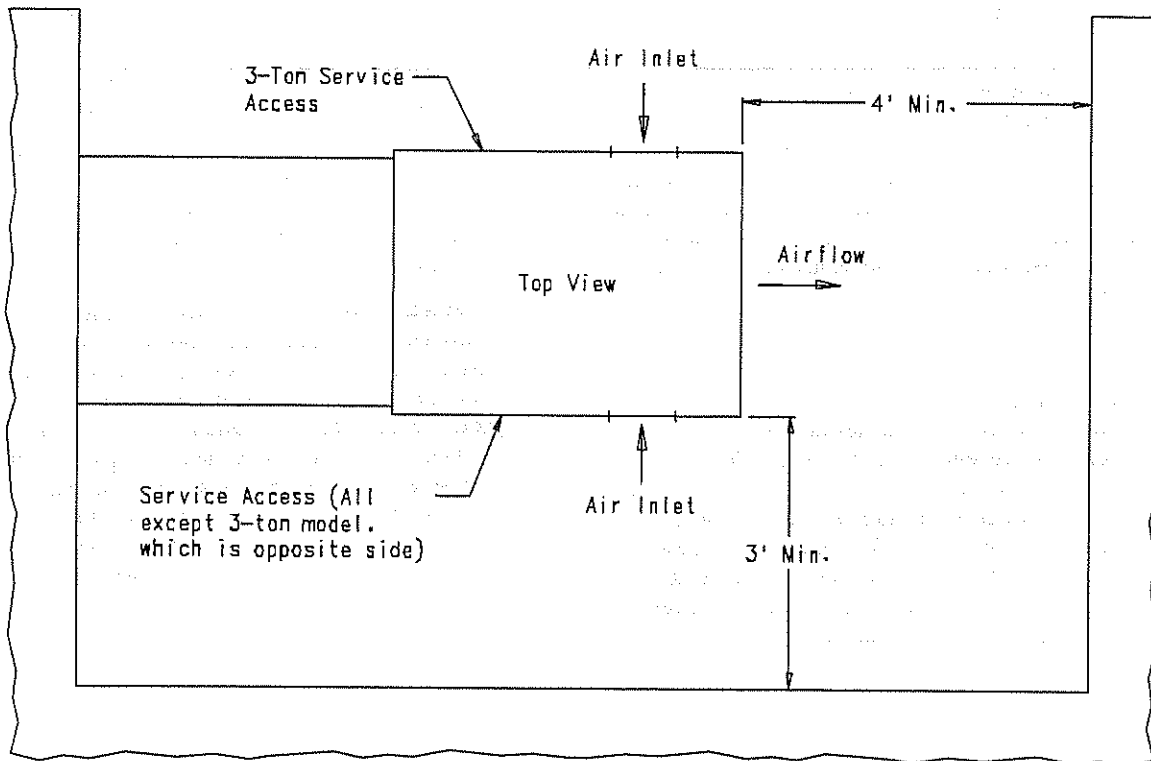 Air Inlet
3-Ton Service
Access
4' Min.
Airflow
Top View
Service Access (All
except 3-ton model.
which is opposite side)
Air Inlet
3' Min.